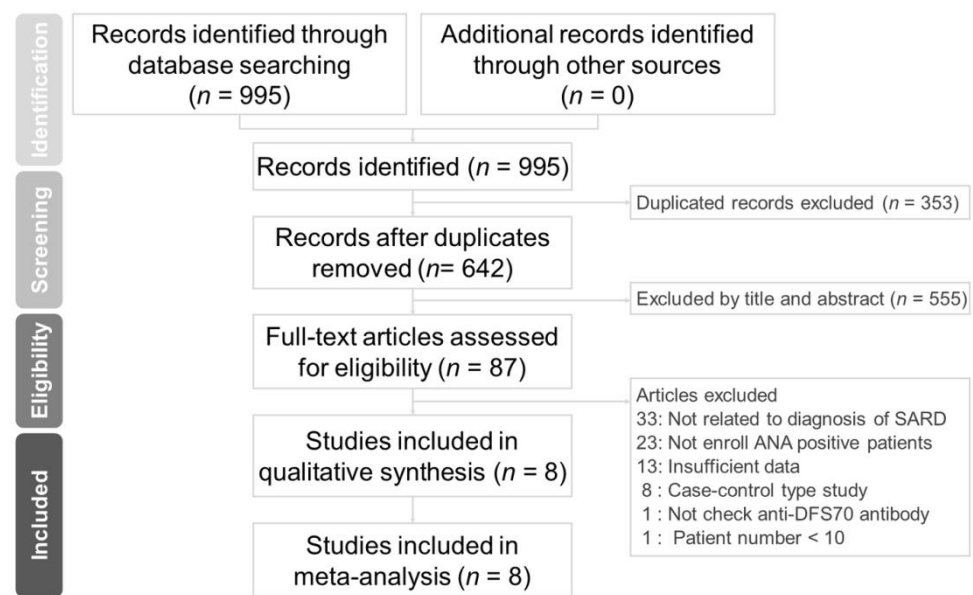 Identification
Records identified through
database searching
(n = 995)
Additional records identified
through other sources
(n = 0)
Records identified (n = 995)
Screening
Duplicated records excluded (n = 353)
Records after duplicates
removed (n= 642)
Excluded by title and abstract (n = 555)
Eligibility
Full-text articles assessed
for eligibility (n = 87)
Articles excluded
33: Not related to diagnosis of SARD
23: Not enroll ANA positive patients
13: Insufficient data
8 : Case-control type study
1 : Not check anti-DFS70 antibody
1 : Patient number < 10
Included
Studies included in
qualitative synthesis (n = 8)
Studies included in
meta-analysis (n = 8)